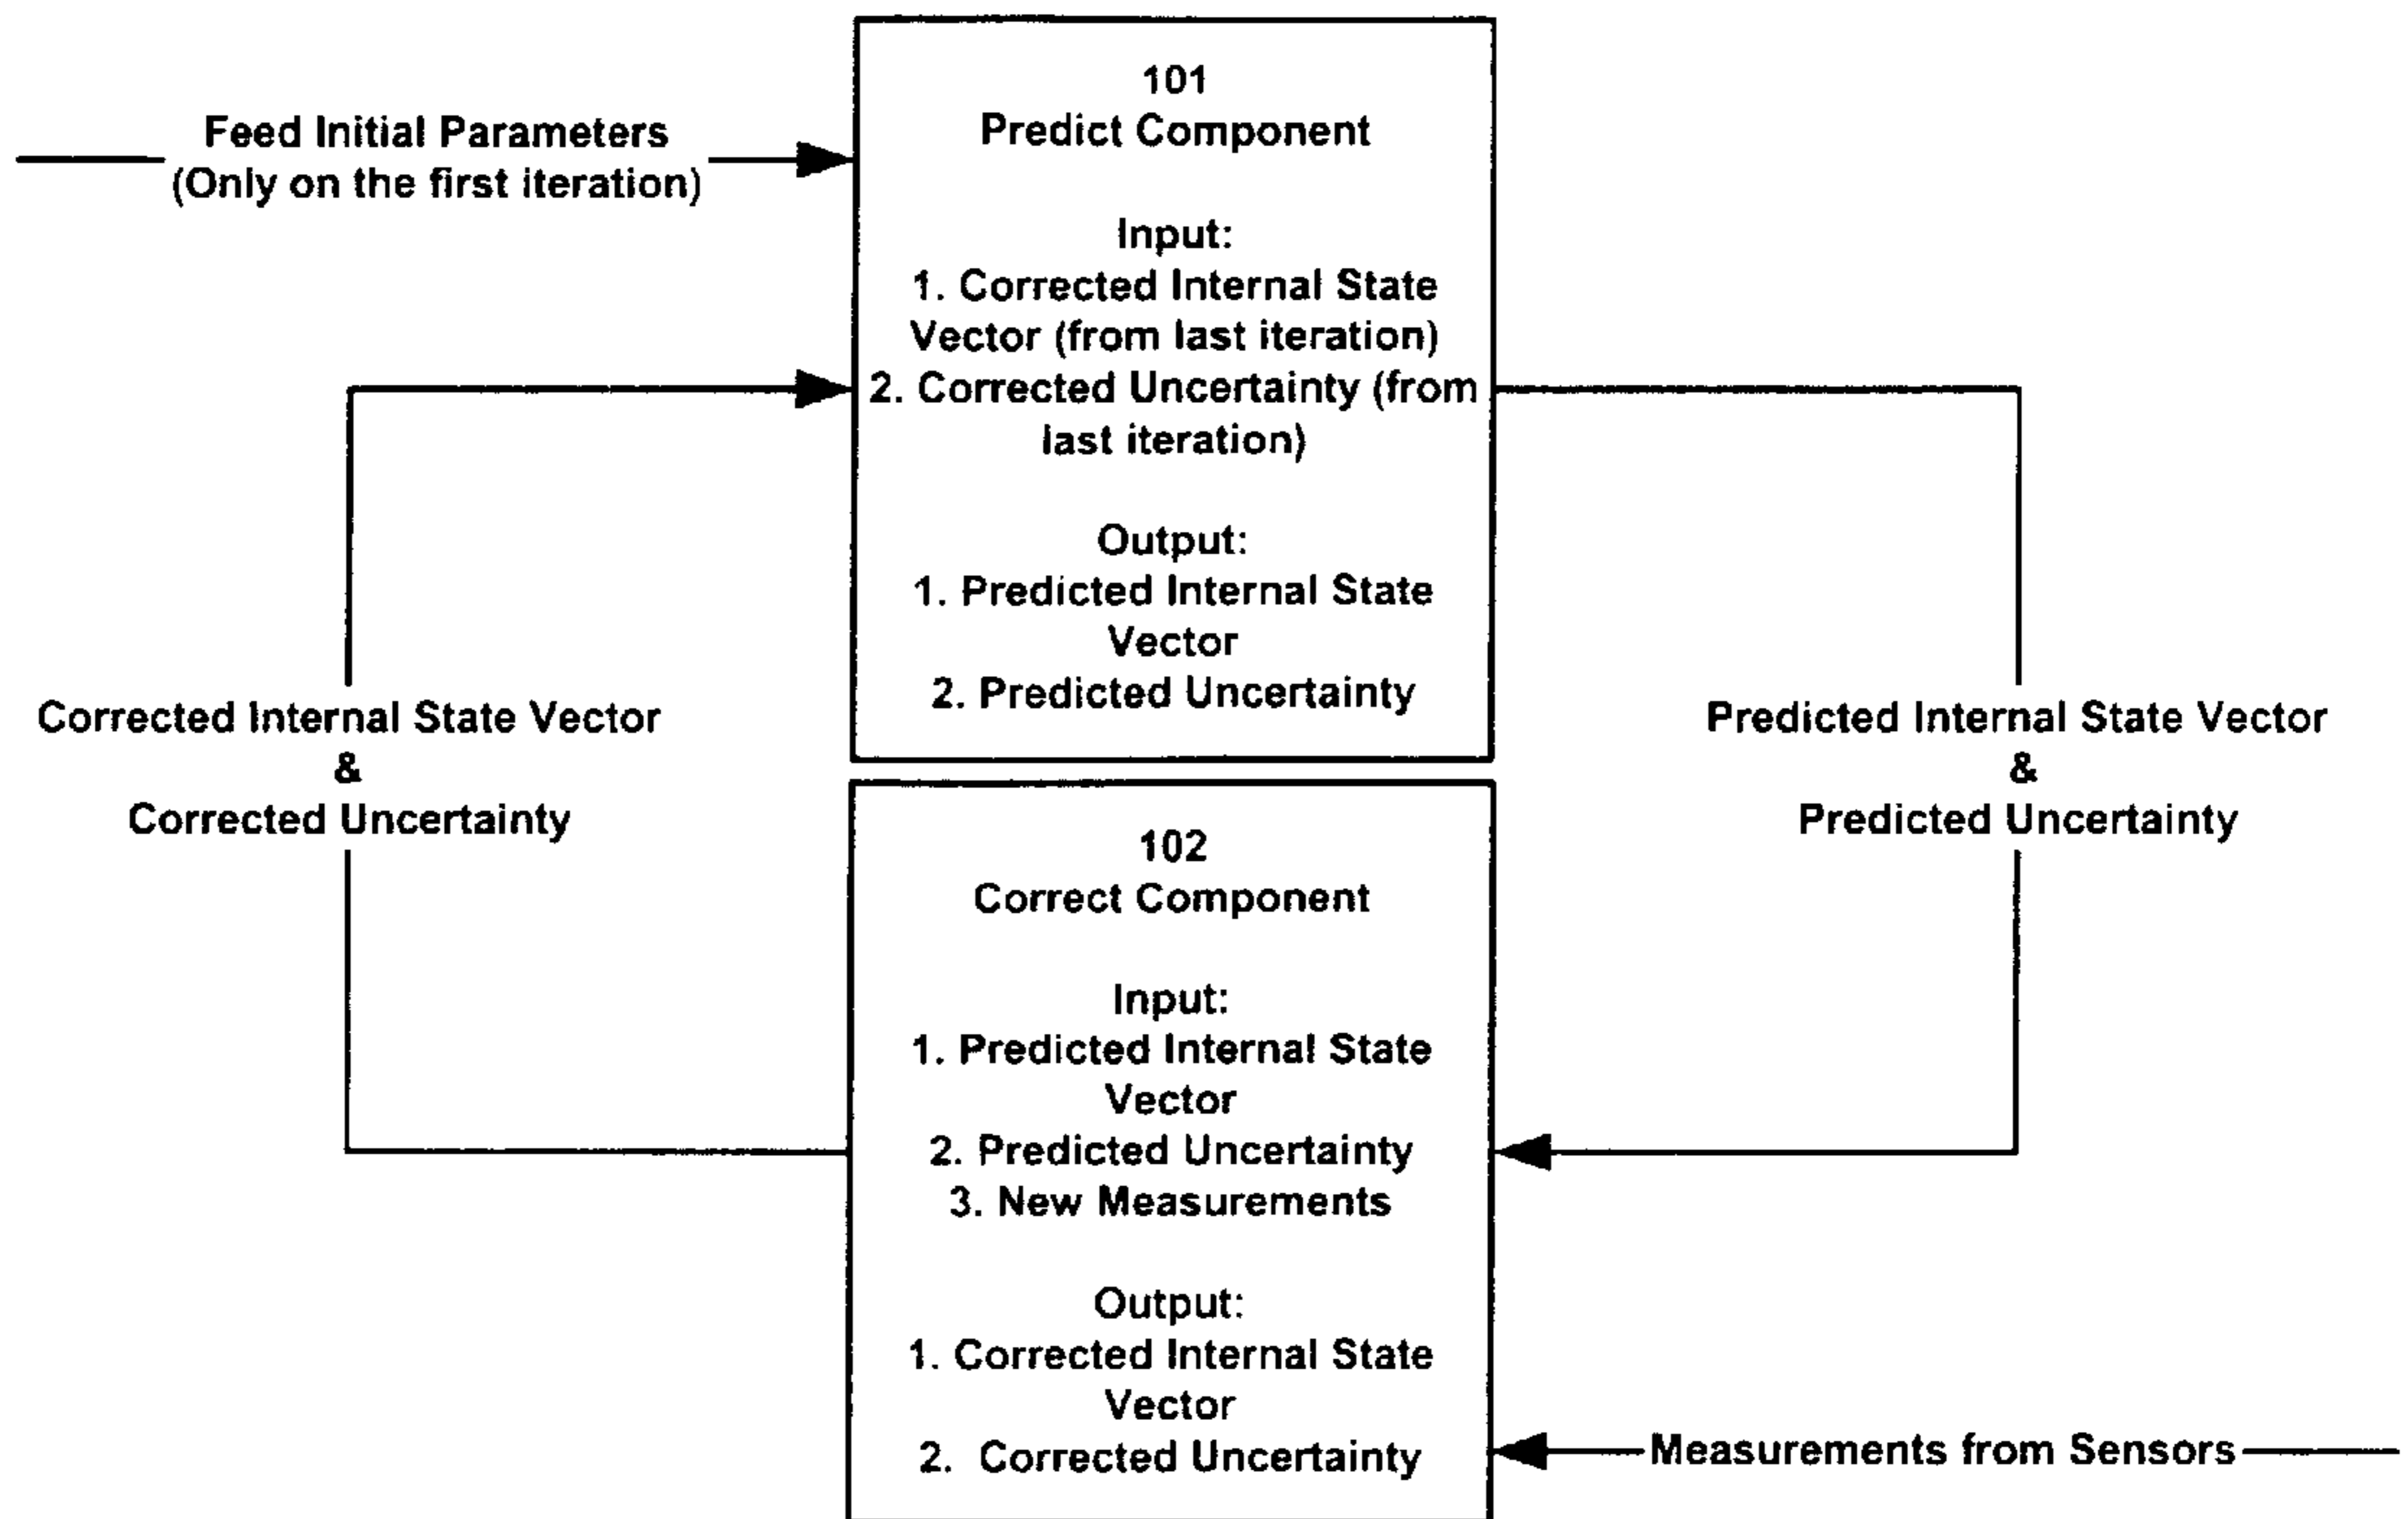 Feed Initial Parameters
(Only on the first iteration)
101
Predict Component
Input:
1. Corrected Internal State
Vector (from last iteration)
2. Corrected Uncertainty (from
last iteration)
Output:
1. Predicted Internal State
Vector
2. Predicted Uncertainty
Corrected Internal State Vector
&
Corrected Uncertainty
Predicted Internal State Vector
&
Predicted Uncertainty
102
Correct Component
Input:
1. Predicted Internal State
Vector
2. Predicted Uncertainty
3. New Measurements
Output:
1. Corrected Internal State
Vector
2. Corrected Uncertainty
Measurements from Sensors